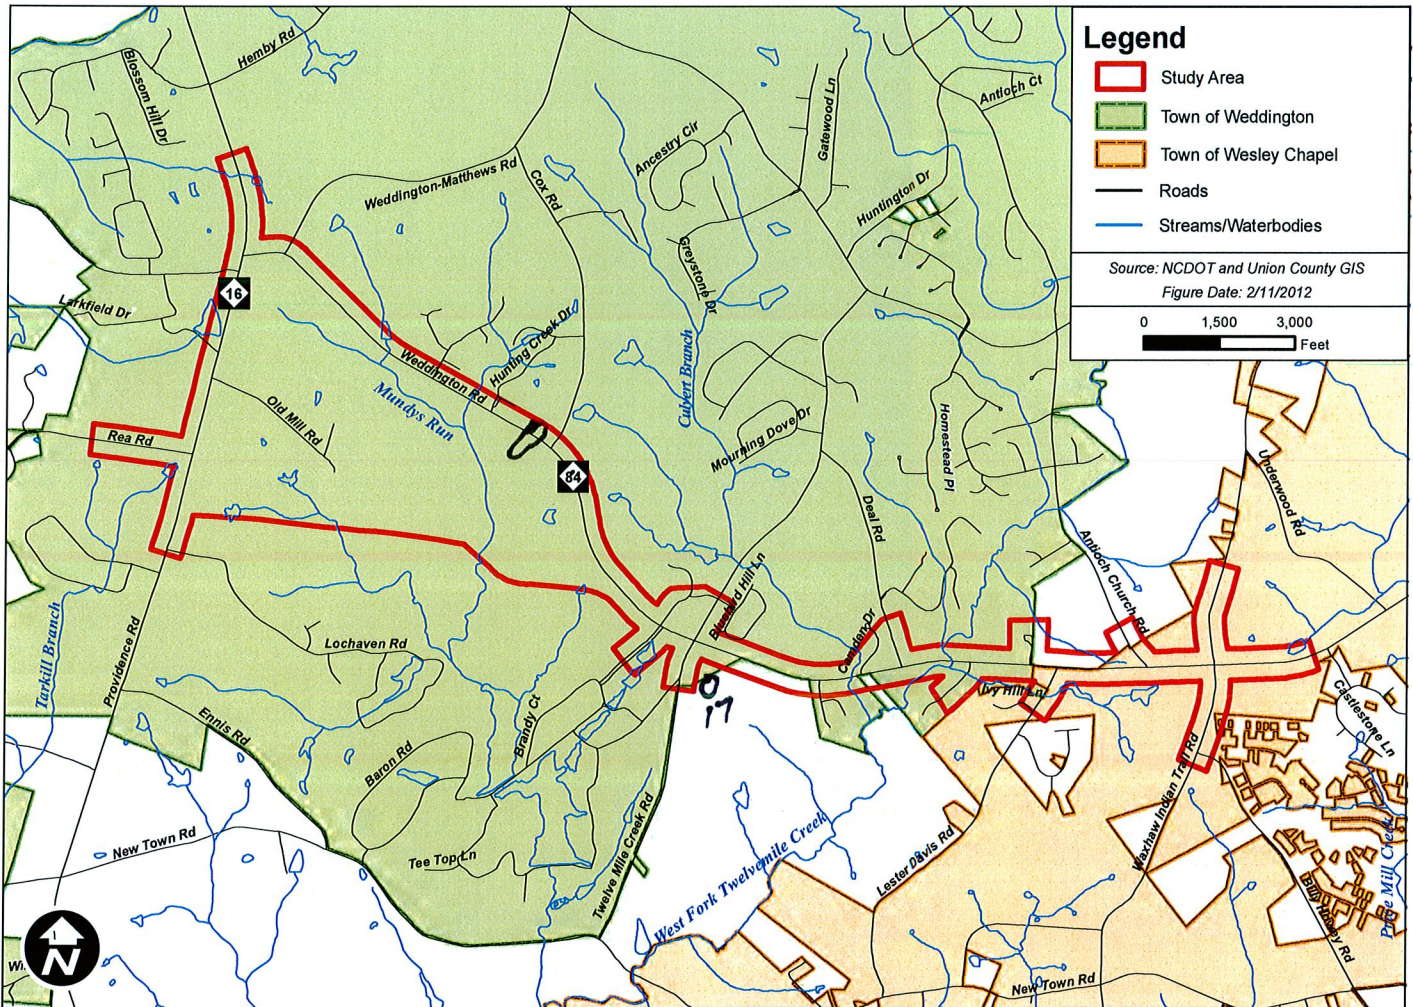 Legend
Study Area
Town of Weddington
Town of Wesley Chapel
Roads
Streams/Waterbodies
Source: NCDOT and Union County GIS
Figure Date: 2/11/2012
0 1,500 3,000
Feet
Hemby Rd
Blossom Hill Dr
Antioch Ct
Gatewood Ln
Ancestry Cir
Weddington-Matthews Rd
Cox Rd
Huntington Dr
Greystone Dr
16
Larkfield Dr
Hunting Creek Dr
Weddington Rd
Culvert Branch
Mundys Run
Old Mill Rd
Rea Rd
Mourning Dove Dr
Homestead Pl
84
Underwood Rd
Deal Rd
Antioch Church Rd
Bluebird Hill Ln
Tarkill Branch
Providence Rd
Lochaven Rd
Camden Dr
Ivy Hill Ln
17
Castlestone Ln
Ennis Rd
Brandy Ct
Baron Rd
Waxhaw Indian Trail Rd
New Town Rd
Tee Top Ln
Twelve Mile Creek Rd
West Fork Twelvemile Creek
Lester Davis Rd
Billy Howey Rd
Price Mill Creek
N
New Town Rd